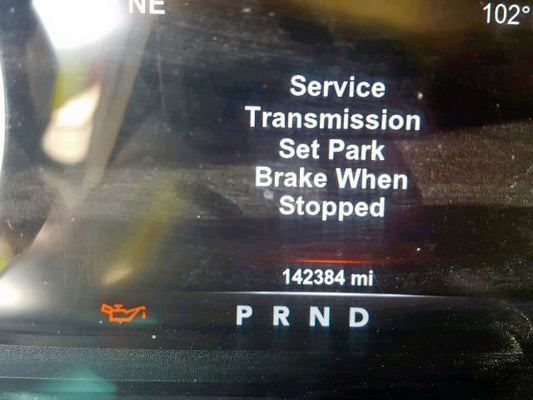 NE
102°
Service
Transmission
Set Park
Brake When
Stopped
142384 mi
P R N D